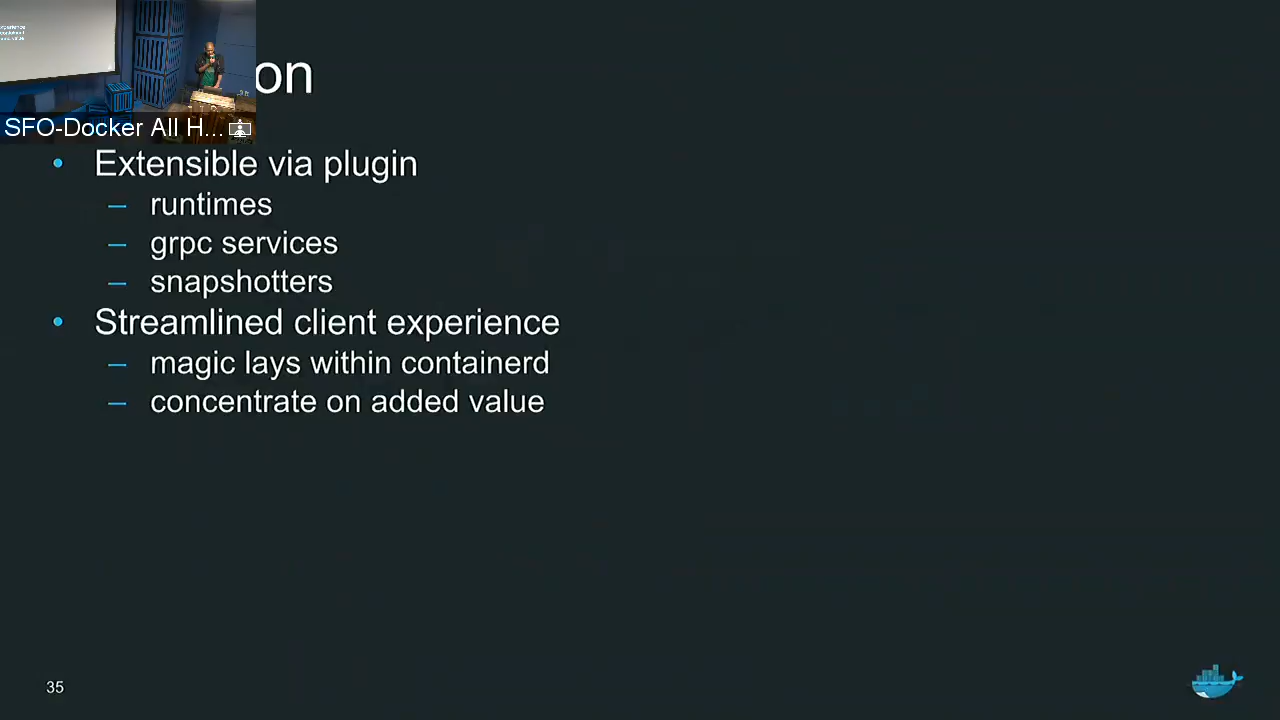 on
SFO-Docker All H...
Extensible via plugin
runtimes
grpc services
snapshotters
Streamlined client experience
magic lays within containerd
concentrate on added value
35